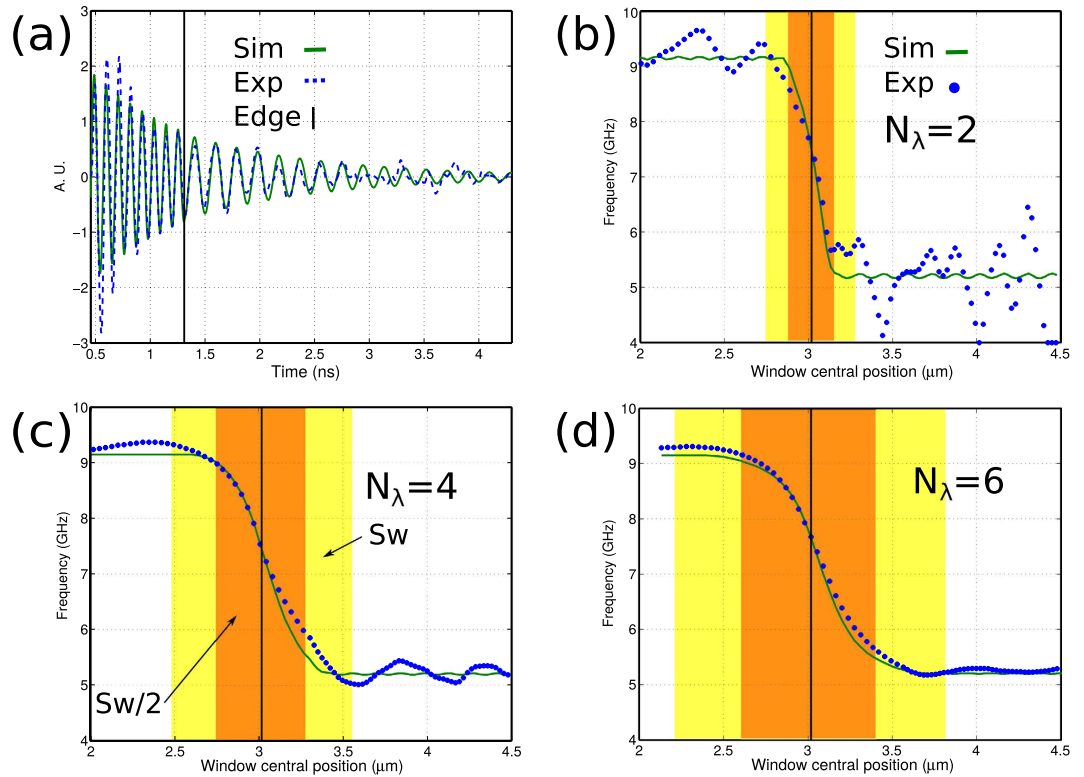 (a)
3
2
1
0
−1
−2
−3
A. U.
Sim
Exp
Edge
0.5 1 1.5 2 2.5 3 3.5 4
Time (ns)
(b)
10
9
8
7
6
5
4
Frequency (GHz)
Sim
Exp
Nλ=2
2 2.5 3 3.5 4 4.5
Window central position (μm)
(c)
10
9
8
7
6
5
4
Frequency (GHz)
Nλ=4
Sw
Sw/2
2 2.5 3 3.5 4 4.5
Window central position (μm)
(d)
10
9
8
7
6
5
4
Frequency (GHz)
Nλ=6
2 2.5 3 3.5 4 4.5
Window central position (μm)